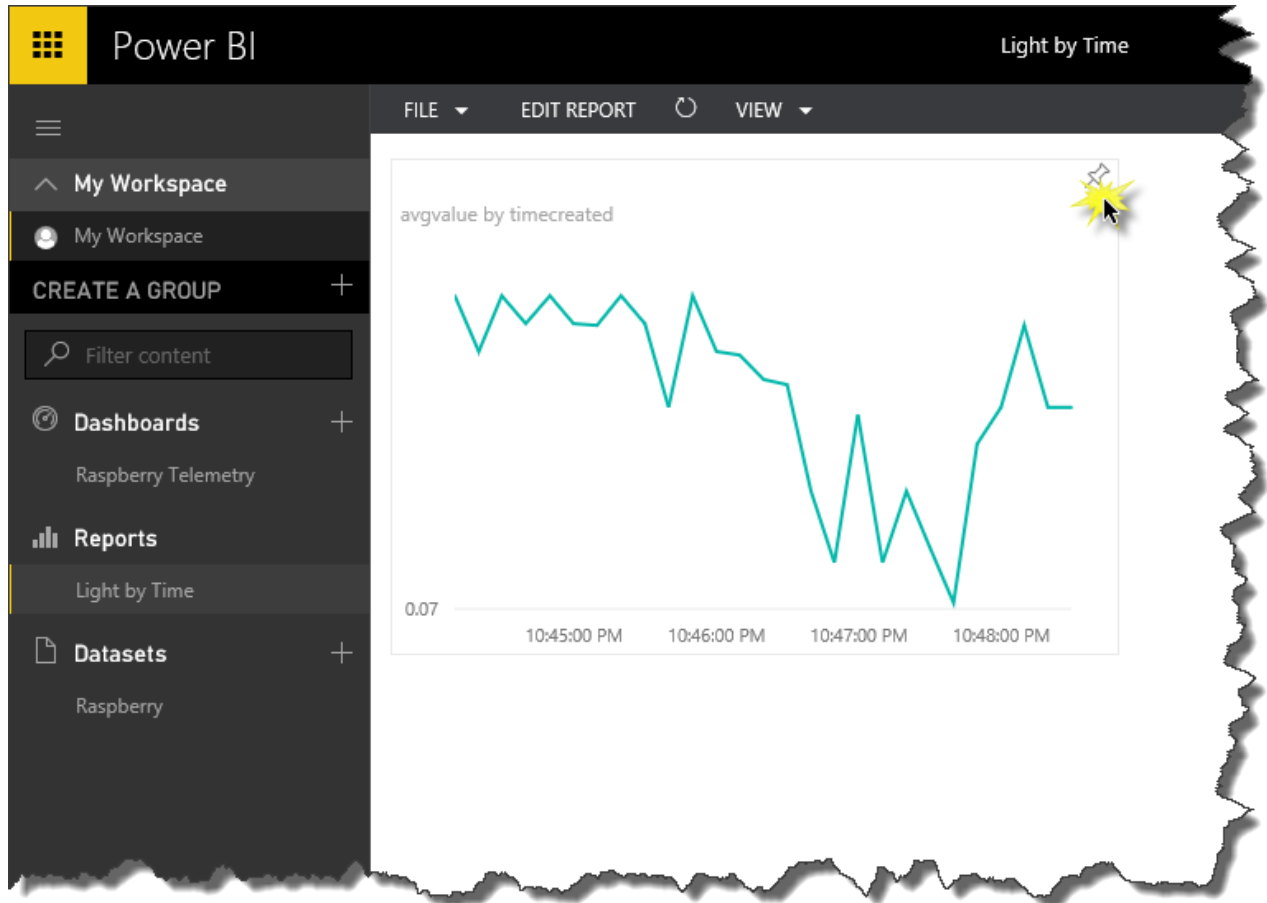 Power BI
Light by Time
FILE
EDIT REPORT
VIEW
My Workspace
My Workspace
CREATE A GROUP
Filter content
Dashboards
Raspberry Telemetry
Reports
Light by Time
Datasets
Raspberry
avgvalue by timecreated
0.07
10:45:00 PM 10:46:00 PM 10:47:00 PM 10:48:00 PM